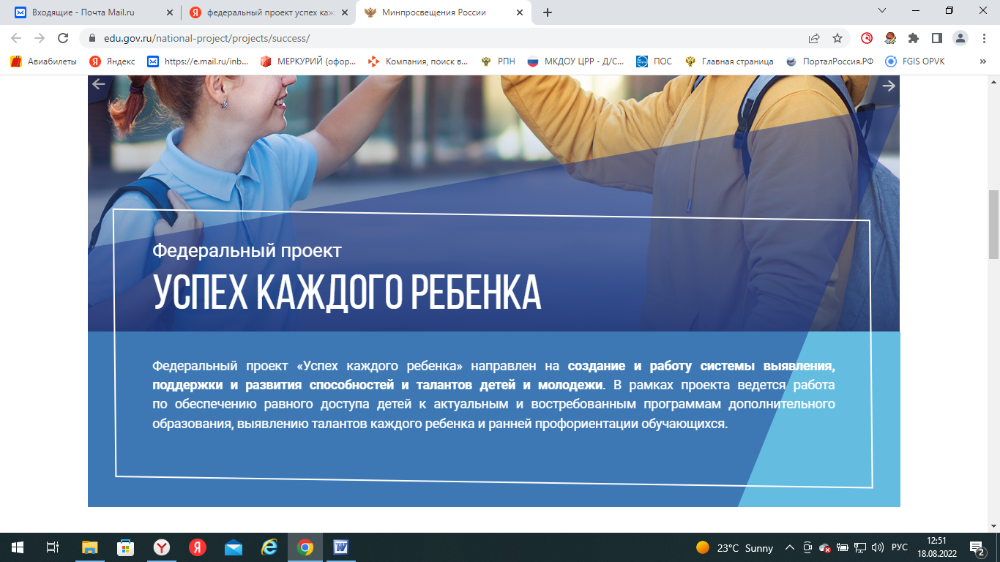 Входящие - Почта Mail.ru
федеральный проект успех каж
Минпросвещения России
edu.gov.ru/national-project/projects/success/
Авиабилеты
Яндекс
https://e.mail.ru/inb...
МЕРКУРИЙ (офор...
Компания, поиск в...
РПН
МКДОУ ЦРР - Д/С...
ПОС
Главная страница
ПорталРоссия.РФ
FGIS OPVK
»
Федеральный проект
УСПЕХ КАЖДОГО РЕБЕНКА
Федеральный проект «Успех каждого ребенка» направлен на создание и работу системы выявления,
поддержки и развития способностей и талантов детей и молодежи. В рамках проекта ведется работа
по обеспечению равного доступа детей к актуальным и востребованным программам дополнительного
образования, выявлению талантов каждого ребенка и ранней профориентации обучающихся.
23°C Sunny
РУС
12:51
18.08.2022
2